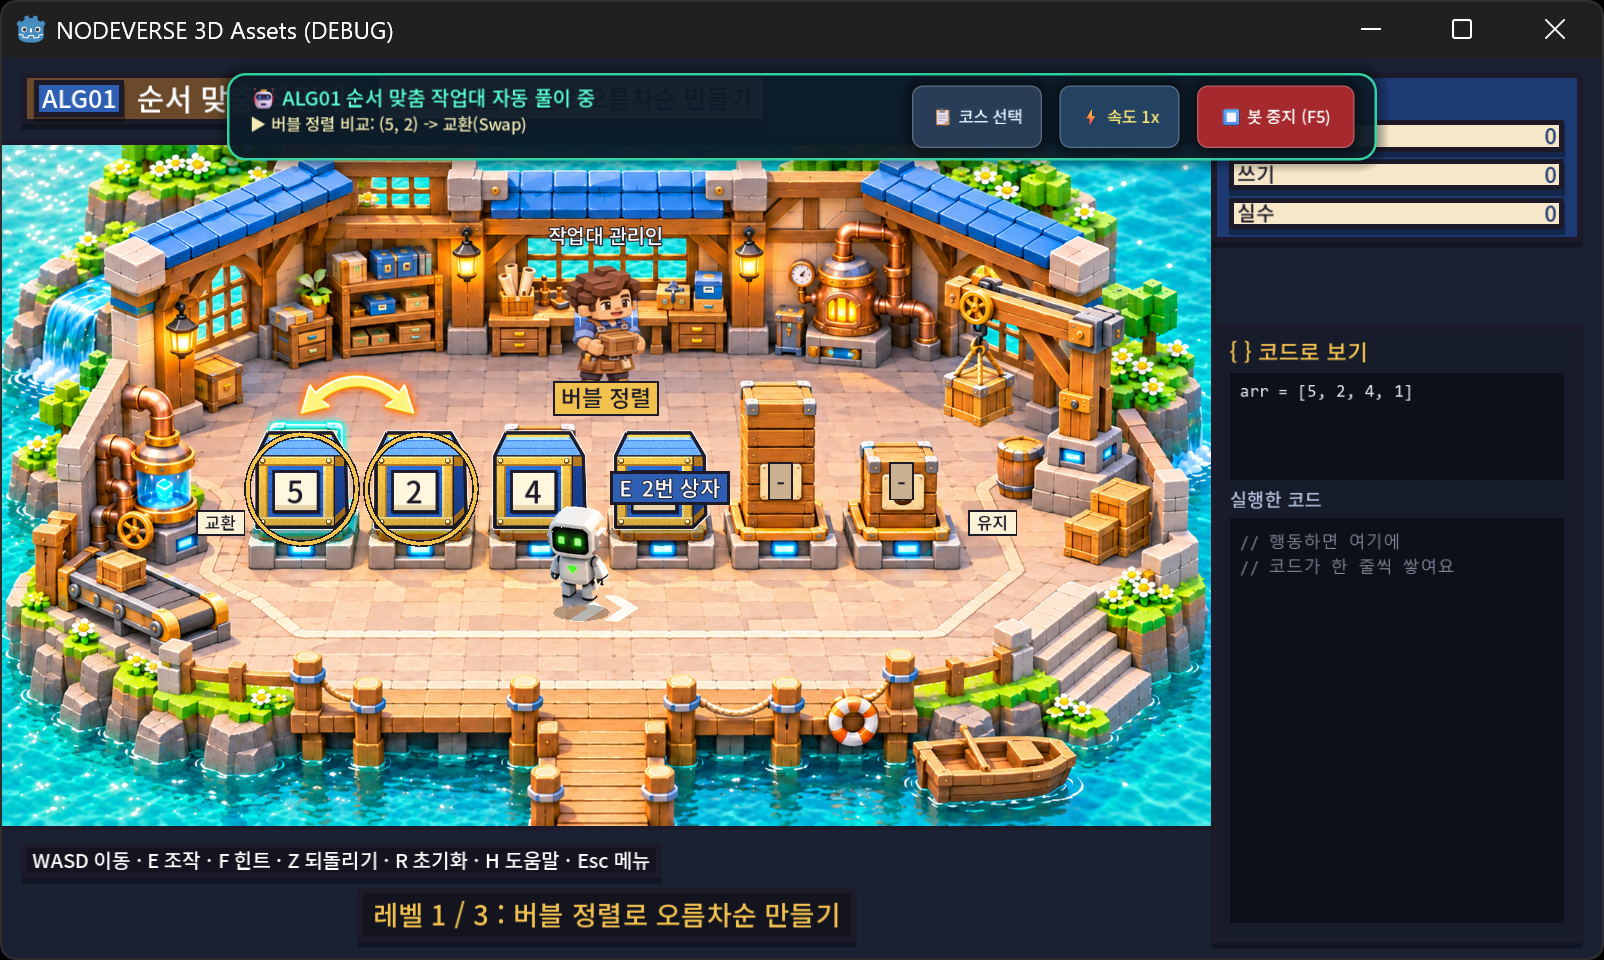 NODEVERSE 3D Assets (DEBUG)
ALG01 순서 맞
오름차순 만들기
ALG01 순서 맞춤 작업대 자동 풀이 중
▶ 버블 정렬 비교: (5, 2) -> 교환(Swap)
코스 선택
속도 1x
봇 중지 (F5)
0
쓰기 0
실수 0
작업대 관리인
버블 정렬
5
2
4
E 2번 상자
-
-
교환
유지
{ } 코드로 보기
arr = [5, 2, 4, 1]
실행한 코드
// 행동하면 여기에
// 코드가 한 줄씩 쌓여요
WASD 이동 · E 조작 · F 힌트 · Z 되돌리기 · R 초기화 · H 도움말 · Esc 메뉴
레벨 1 / 3 : 버블 정렬로 오름차순 만들기